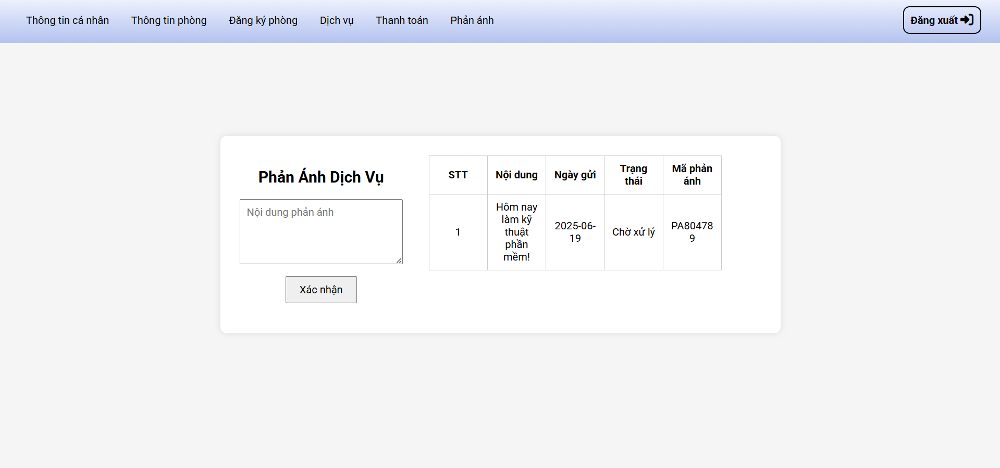 Thông tin cá nhân Thông tin phòng Đăng ký phòng Dịch vụ Thanh toán Phản ánh Đăng xuất
Phản Ánh Dịch Vụ
Nội dung phản ánh
Xác nhận
STT Nội dung Ngày gửi Trạng thái Mã phản ánh
1 Hôm nay làm kỹ thuật phần mềm! 2025-06-19 Chờ xử lý PA804789